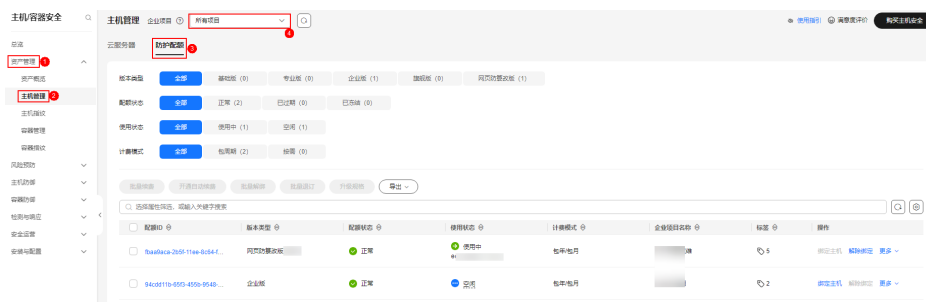 主机/容器安全
主机管理 企业项目 所有项目 4
使用指引 满意度评价 购买主机安全
总览
资产管理 1
资产概览
主机管理 2
主机指纹
容器管理
容器指纹
风险预防
主机防御
容器防御
检测与响应
安全运营
安装与配置
云服务器 防护配额 3
版本类型 全部 基础版 (0) 专业版 (0) 企业版 (1) 旗舰版 (0) 网页防篡改版 (1)
配额状态 全部 正常 (2) 已过期 (0) 已冻结 (0)
使用状态 全部 使用中 (1) 空闲 (1)
计费模式 全部 包周期 (2) 按需 (0)
批量续费 开通自动续费 批量解绑 批量退订 升级规格 导出
选择属性筛选，或输入关键字搜索
配额ID 版本类型 配额状态 使用状态 计费模式 企业项目名称 标签 操作
fbaa9aca-2b5f-11ee-8c64-f... 网页防篡改版 正常 使用中 包年/包月 5 绑定主机 解除绑定 更多
94cdd11b-65f3-455b-9548-... 企业版 正常 空闲 包年/包月 2 绑定主机 解除绑定 更多